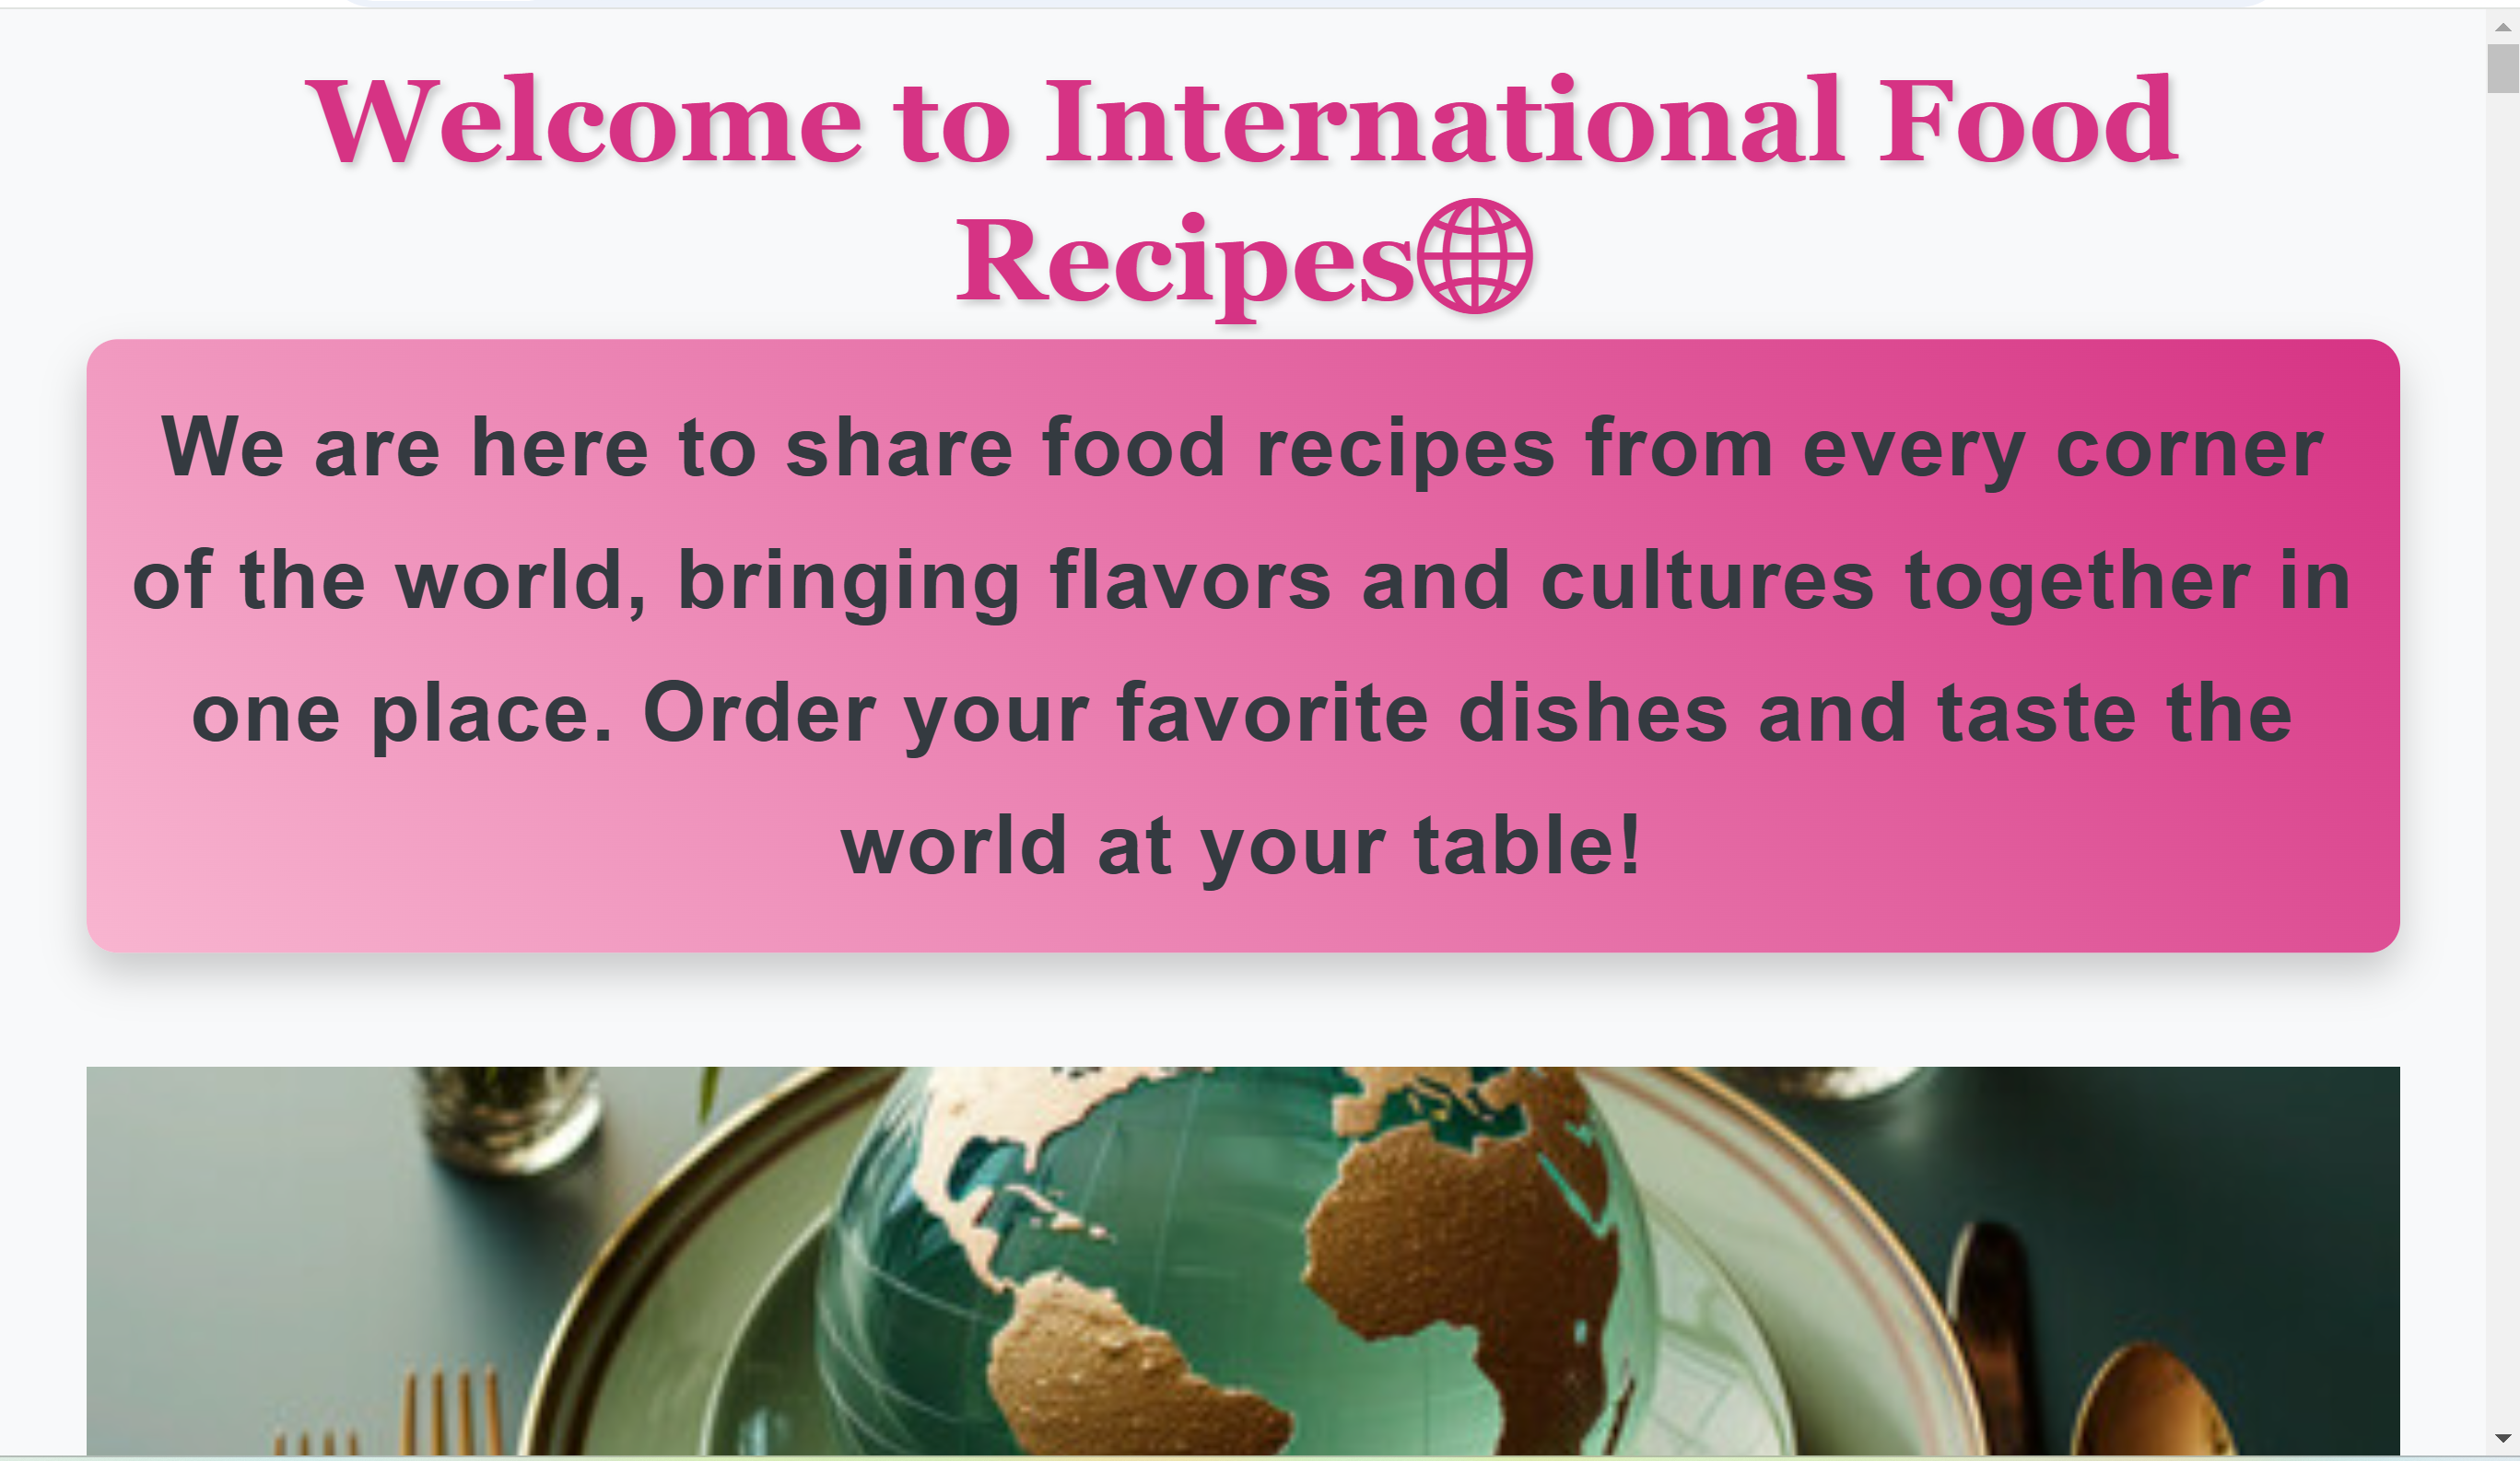 Welcome to International Food
Recipes
We are here to share food recipes from every corner
of the world, bringing flavors and cultures together in
one place. Order your favorite dishes and taste the
world at your table!